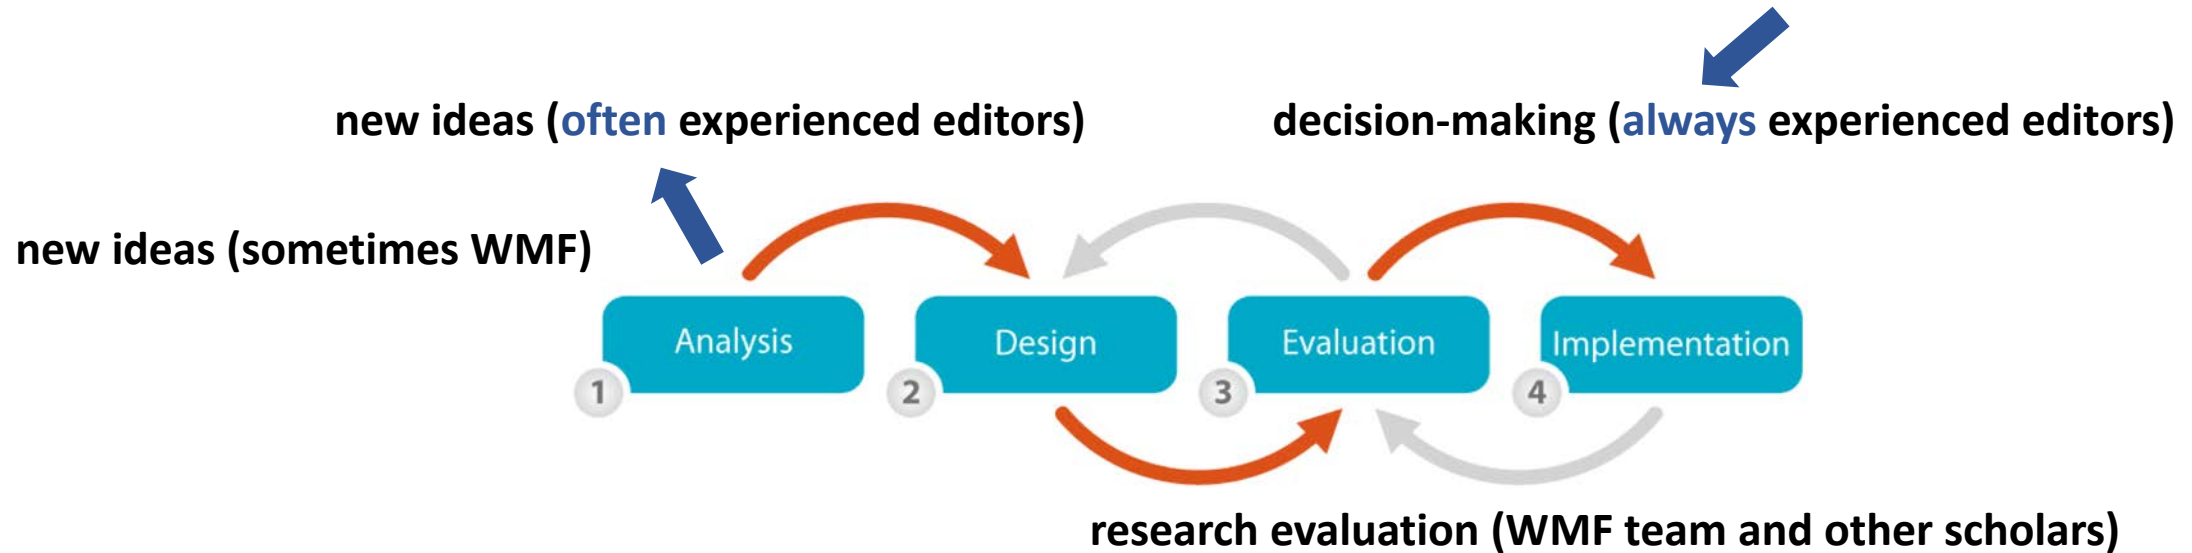 new ideas (often experienced editors)
decision-making (always experienced editors)
new ideas (sometimes WMF)
Analysis
Design
Evaluation
Implementation
1
2
3
4
research evaluation (WMF team and other scholars)